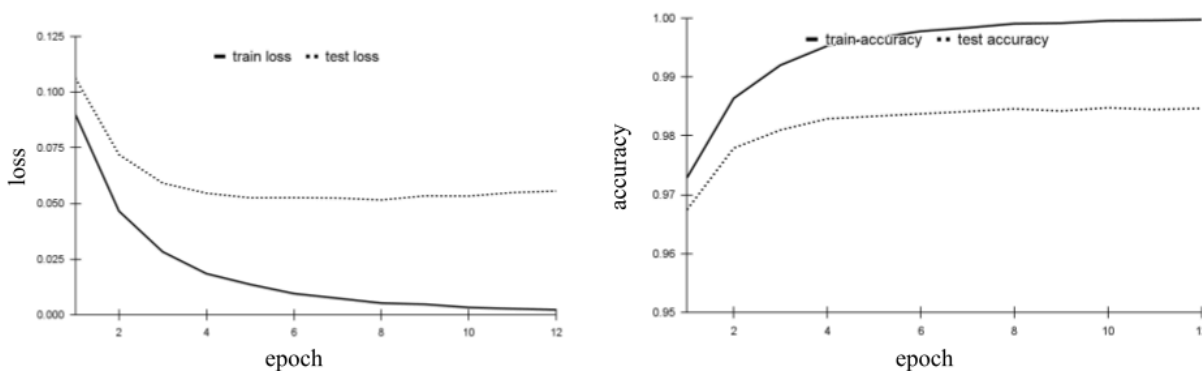 0.125
0.100
0.075
0.050
0.025
0.000
loss
train loss test loss
2 4 6 8 10 12
epoch
1.00
0.99
0.98
0.97
0.96
0.95
accuracy
train accuracy test accuracy
2 4 6 8 10 1
epoch